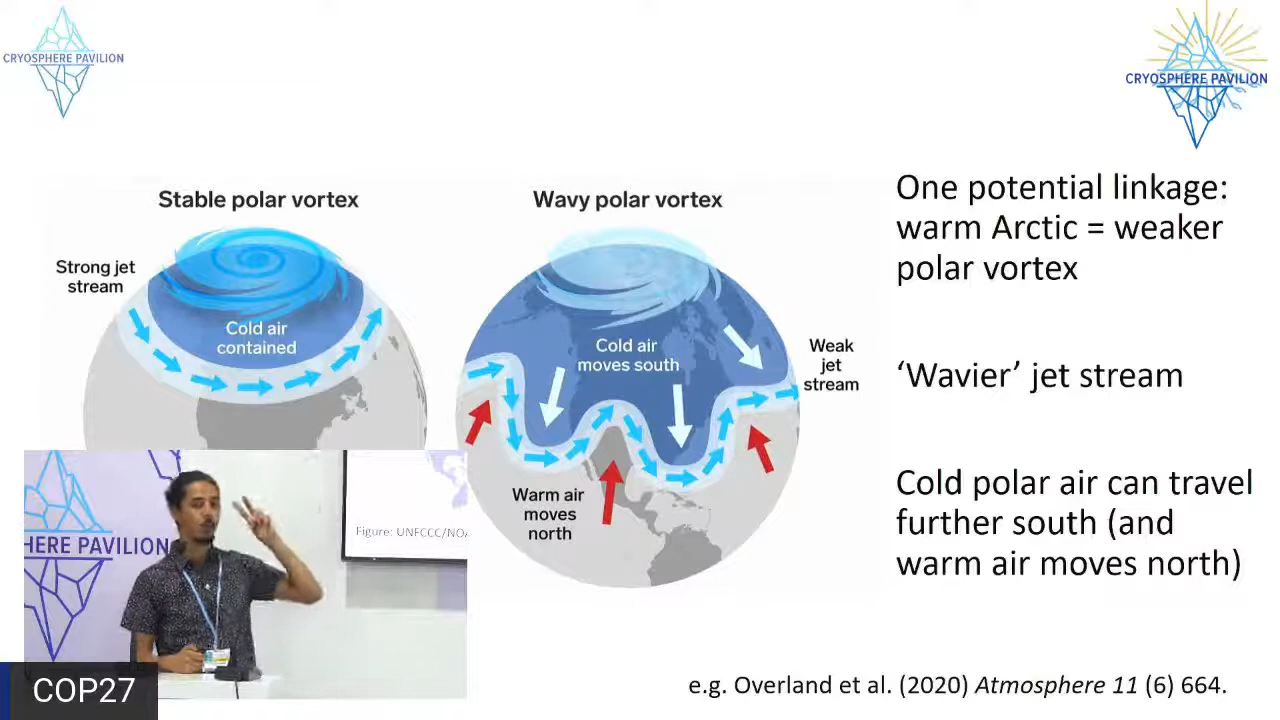 CRYOSPHERE PAVILION
CRYOSPHERE PAVILION
Stable polar vortex
Strong jet
stream
Cold air
contained
Wavy polar vortex
Cold air
moves south
Weak
jet
stream
Warm air
moves
north
One potential linkage:
warm Arctic = weaker
polar vortex
‘Wavier’ jet stream
Cold polar air can travel
further south (and
warm air moves north)
HERE PAVILION
Figure: UNFCCC/NOA
COP27
e.g. Overland et al. (2020) Atmosphere 11 (6) 664.